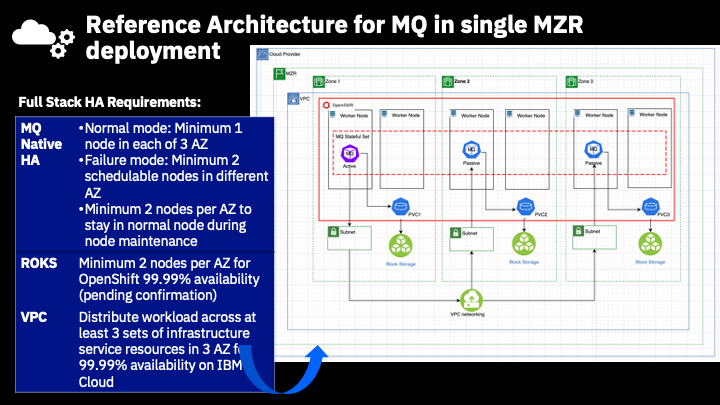 Reference Architecture for MQ in single MZR
deployment
Full Stack HA Requirements:
MQ Native HA
•Normal mode: Minimum 1
node in each of 3 AZ
•Failure mode: Minimum 2
schedulable nodes in different
AZ
•Minimum 2 nodes per AZ to
stay in normal node during
node maintenance
ROKS
Minimum 2 nodes per AZ for
OpenShift 99.99% availability
(pending confirmation)
VPC
Distribute workload across at
least 3 sets of infrastructure
service resources in 3 AZ
99.99% availability on IBM
Cloud
Cloud Provider
MZR
Zone 1
Zone 2
Zone 3
VPC
OpenShift
Worker Node
Worker Node
Worker Node
Worker Node
Worker Node
Worker Node
MQ Stateful Set
Active
Passive
Passive
PVC1
PVC2
PVC3
Subnet
Subnet
Subnet
Block Storage
Block Storage
Block Storage
VPC networking